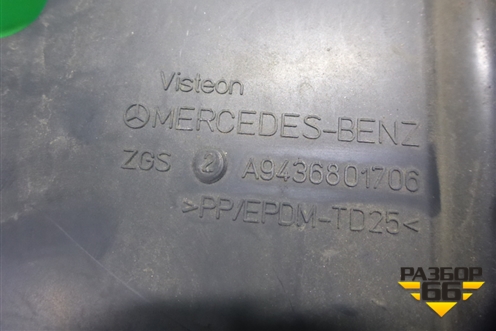 Visteon
MERCEDES-BENZ
ZGS 2 A9436801706
>PP/EPDM-TD25<
РАЗБОР
66